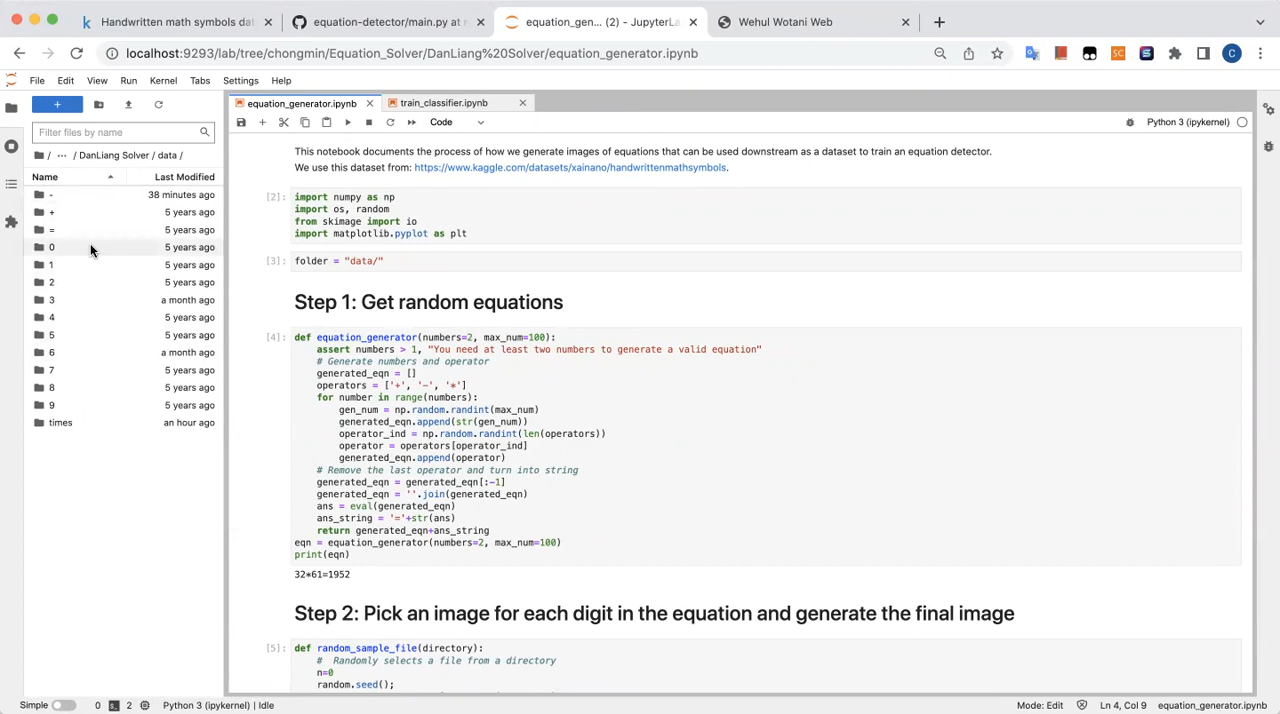 Handwritten math symbols dat
equation-detector/main.py at m
equation_gen... (2) - JupyterLa
Wehul Wotani Web
localhost:9293/lab/tree/chongmin/Equation_Solver/DanLiang%20Solver/equation_generator.ipynb
File Edit View Run Kernel Tabs Settings Help
equation_generator.ipynb
train_classifier.ipynb
Filter files by name
Code
Python 3 (ipykernel)
/ ··· / DanLiang Solver / data /
Name Last Modified
- 38 minutes ago
+ 5 years ago
= 5 years ago
0 5 years ago
1 5 years ago
2 5 years ago
3 a month ago
4 5 years ago
5 5 years ago
6 a month ago
7 5 years ago
8 5 years ago
9 5 years ago
times an hour ago
This notebook documents the process of how we generate images of equations that can be used downstream as a dataset to train an equation detector.
We use this dataset from: https://www.kaggle.com/datasets/xainano/handwrittenmathsymbols.
[2]: import numpy as np
import os, random
from skimage import io
import matplotlib.pyplot as plt
[3]: folder = "data/"
Step 1: Get random equations
[4]: def equation_generator(numbers=2, max_num=100):
assert numbers > 1, "You need at least two numbers to generate a valid equation"
# Generate numbers and operator
generated_eqn = []
operators = ['+', '-', '*']
for number in range(numbers):
gen_num = np.random.randint(max_num)
generated_eqn.append(str(gen_num))
operator_ind = np.random.randint(len(operators))
operator = operators[operator_ind]
generated_eqn.append(operator)
# Remove the last operator and turn into string
generated_eqn = generated_eqn[:-1]
generated_eqn = ''.join(generated_eqn)
ans = eval(generated_eqn)
ans_string = '='+str(ans)
return generated_eqn+ans_string
eqn = equation_generator(numbers=2, max_num=100)
print(eqn)
32*61=1952
Step 2: Pick an image for each digit in the equation and generate the final image
[5]: def random_sample_file(directory):
# Randomly selects a file from a directory
n=0
random.seed();
Simple 0 2 Python 3 (ipykernel) | Idle
Mode: Edit Ln 4, Col 9 equation_generator.ipynb